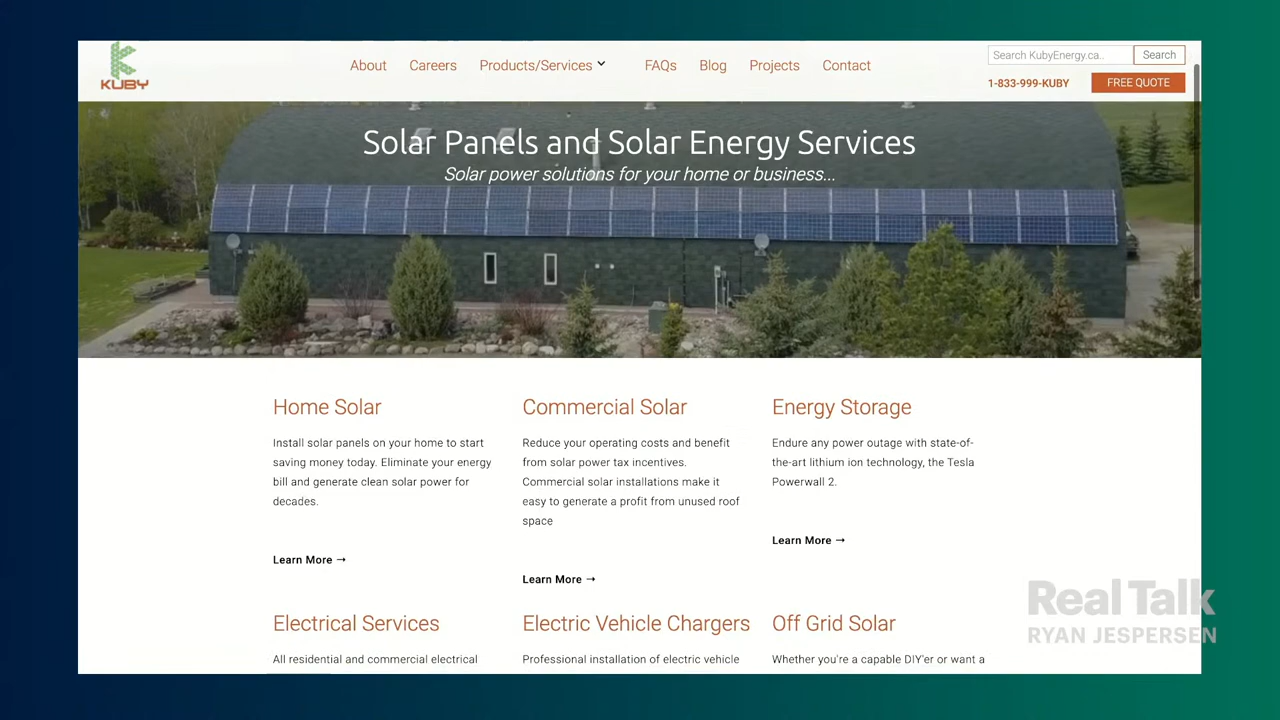 KUBY
About
Careers
Products/Services
FAQs
Blog
Projects
Contact
Search KubyEnergy.ca..
Search
1-833-999-KUBY
FREE QUOTE
Solar Panels and Solar Energy Services
Solar power solutions for your home or business...
Home Solar
Install solar panels on your home to start
saving money today. Eliminate your energy
bill and generate clean solar power for
decades.
Learn More →
Commercial Solar
Reduce your operating costs and benefit
from solar power tax incentives.
Commercial solar installations make it
easy to generate a profit from unused roof
space
Learn More →
Energy Storage
Endure any power outage with state-of-
the-art lithium ion technology, the Tesla
Powerwall 2.
Learn More →
Electrical Services
All residential and commercial electrical
Electric Vehicle Chargers
Professional installation of electric vehicle
Off Grid Solar
Whether you're a capable DIY'er or want a
Real Talk
RYAN JESPERSEN